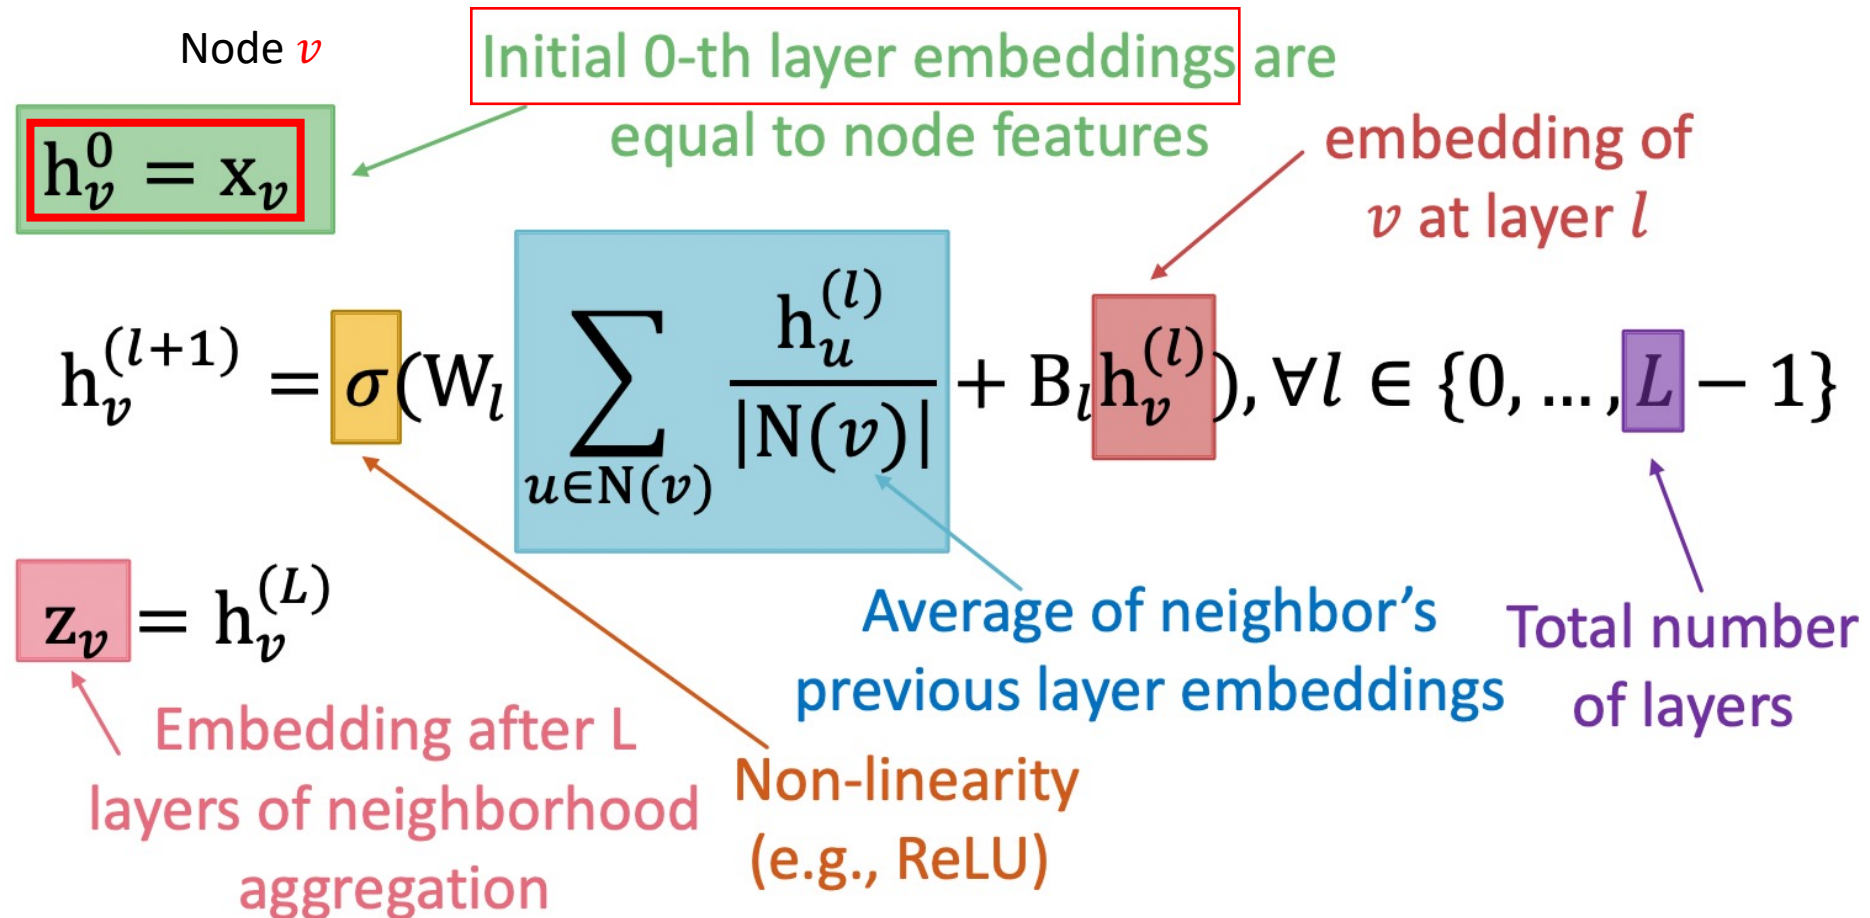 Node v
Initial 0-th layer embeddings are
equal to node features
h_v^0 = x_v
embedding of
v at layer l
h_v^{(l+1)} = σ(W_l ∑_{u∈N(v)} h_u^{(l)} / |N(v)| + B_l h_v^{(l)}), ∀l ∈ {0, …, L − 1}
z_v = h_v^{(L)}
Average of neighbor’s
previous layer embeddings
Total number
of layers
Embedding after L
layers of neighborhood
aggregation
Non-linearity
(e.g., ReLU)